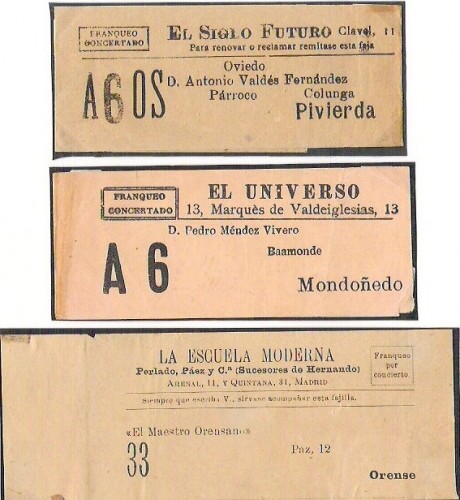 FRANQUEO
CONCERTADO
EL SIGLO FUTURO Clavel, 11
Para renovar o reclamar remítase esta faja
Oviedo
A6OS
D. Antonio Valdés Fernández
Párroco Colunga
Pivierda
FRANQUEO
CONCERTADO
EL UNIVERSO
13, Marquès de Valdeiglesias, 13
D. Pedro Méndez Vivero
A 6
Baamonde
Mondoñedo
LA ESCUELA MODERNA
Perlado, Páez y C.ª (Sucesores de Hernando)
ARENAL, 11, Y QUINTANA, 31, MADRID
Franqueo
por
concierto.
Siempre que escriba V., sírvase acompañar esta fajilla.
«El Maestro Orensano»
33
Paz, 12
Orense